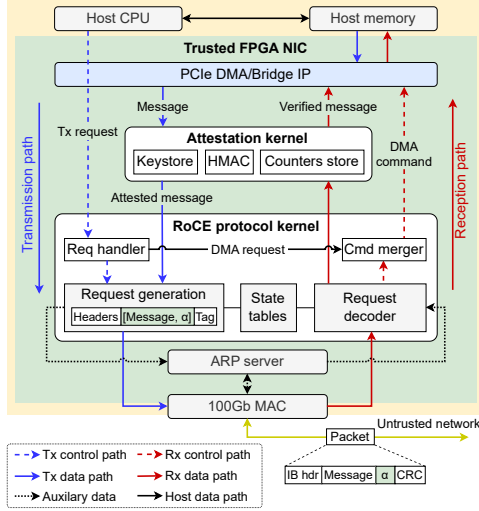 Host CPU
Host memory
Trusted FPGA NIC
PCIe DMA/Bridge IP
Message
Verified message
Tx request
Attestation kernel
Keystore
HMAC
Counters store
DMA
command
Transmission path
Reception path
Attested message
RoCE protocol kernel
Req handler
DMA request
Cmd merger
Request generation
Headers
[Message, α]
Tag
State
tables
Request
decoder
ARP server
100Gb MAC
Untrusted network
Packet
IB hdr
Message
α
CRC
Tx control path
Rx control path
Tx data path
Rx data path
Auxilary data
Host data path